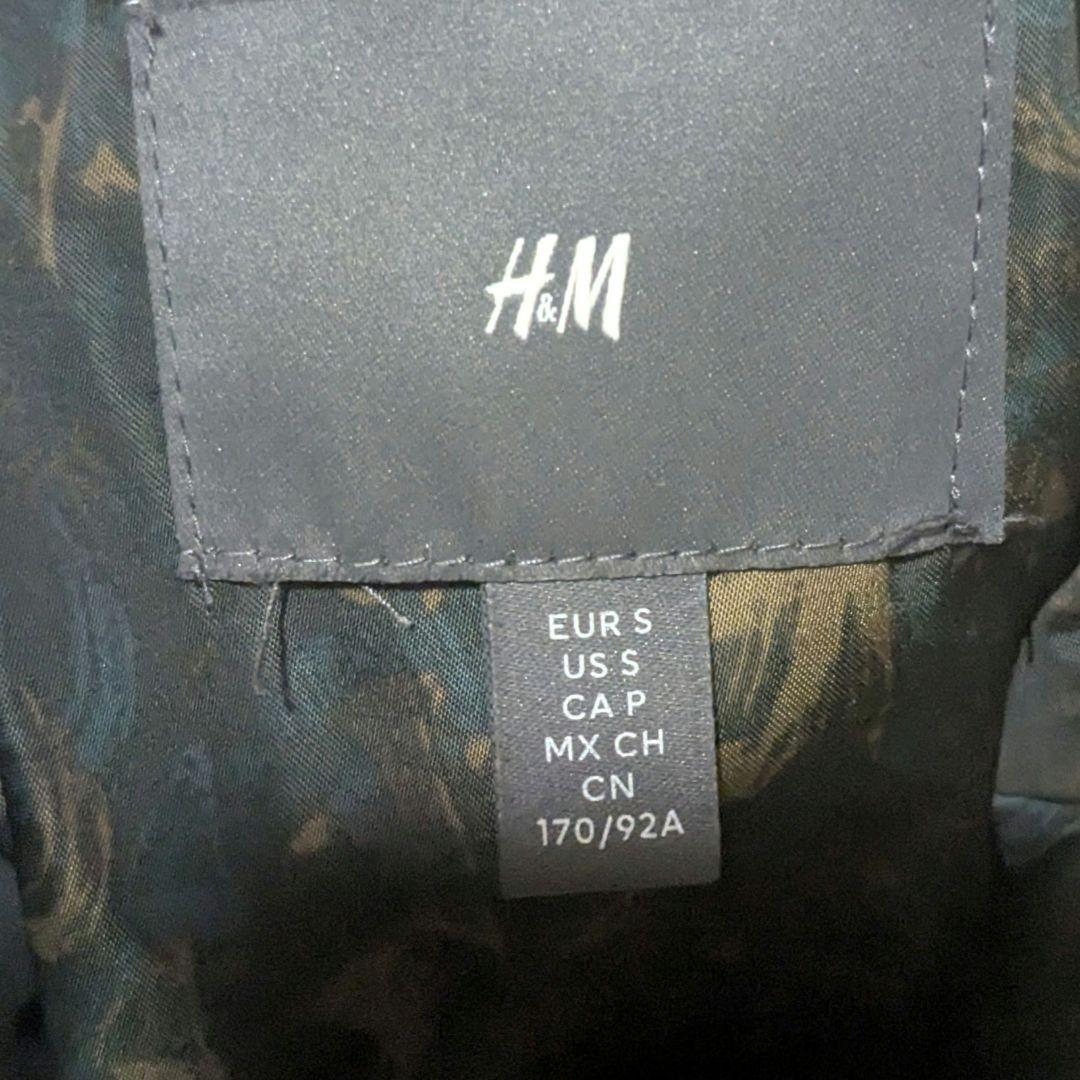 H&M
EUR S
US S
CA P
MX CH
CN
170/92A